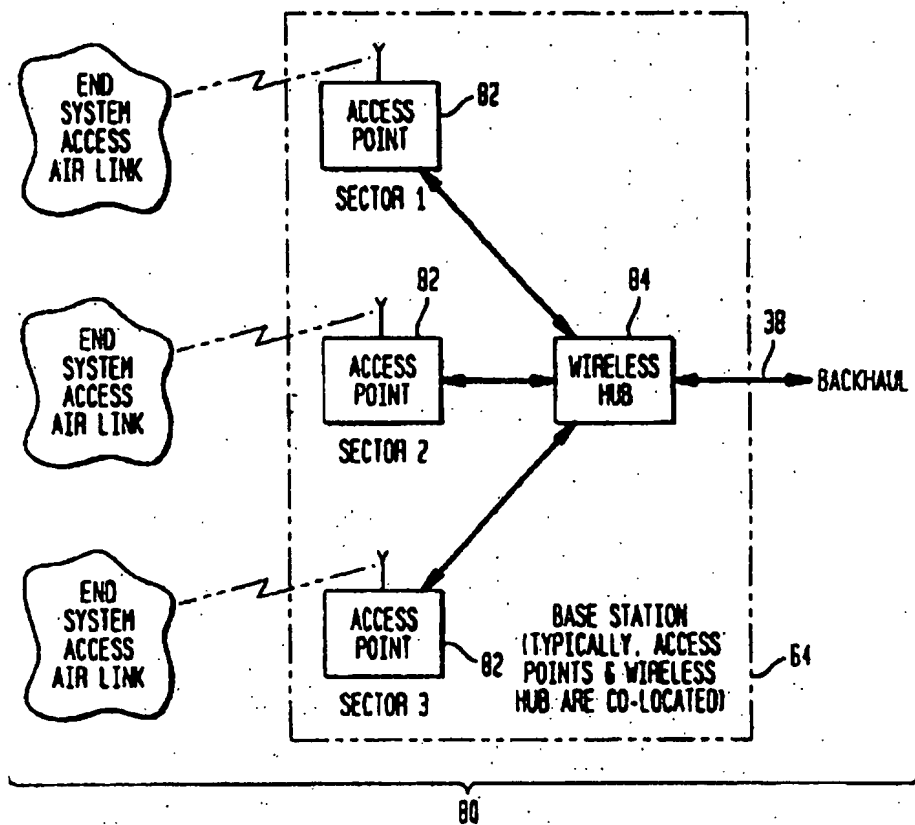 END
SYSTEM
ACCESS
AIR LINK
ACCESS
POINT
82
SECTOR 1
END
SYSTEM
ACCESS
AIR LINK
ACCESS
POINT
82
SECTOR 2
WIRELESS
HUB
84
38
BACKHAUL
END
SYSTEM
ACCESS
AIR LINK
ACCESS
POINT
82
SECTOR 3
BASE STATION
(TYPICALLY, ACCESS
POINTS & WIRELESS
HUB ARE CO-LOCATED)
64
80